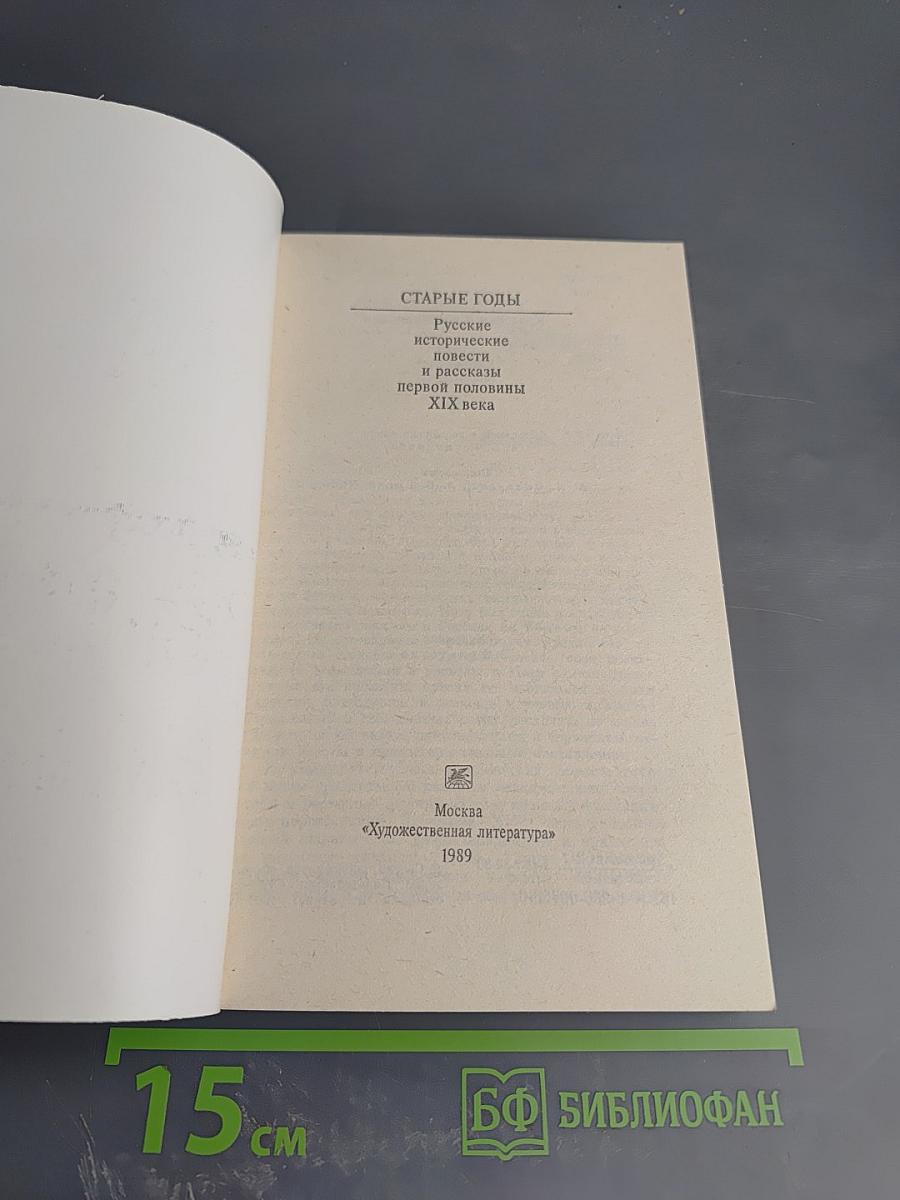 СТАРЫЕ ГОДЫ
Русские
исторические
повести
и рассказы
первой половины
XIX века
Москва
«Художественная литература»
1989
15 см
БФ БИБЛИОФАН